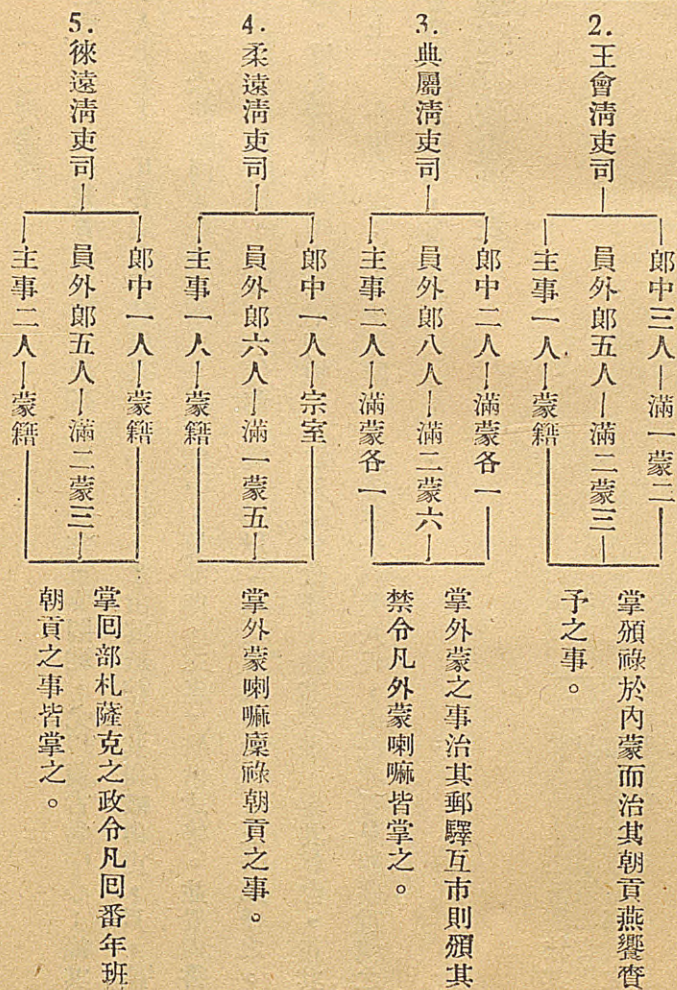 2.王會清吏司
郎中三人—滿一蒙二
員外郎五人—滿二蒙三
主事一人—蒙籍
掌頒祿於內蒙而治其朝貢燕饗賚
予之事。
3.典屬清吏司
郎中二人—滿蒙各一
員外郎八人—滿二蒙六
主事二人—滿蒙各一
掌外蒙之事治其郵驛互市則頒其
禁令凡外蒙喇嘛皆掌之。
4.柔遠清吏司
郎中一人—宗室
員外郎六人—滿一蒙五
主事一人—蒙籍
掌外蒙喇嘛廩祿朝貢之事。
5.徠遠清吏司
郎中一人—蒙籍
員外郎五人—滿二蒙三
主事二人—蒙籍
掌回部札薩克之政令凡回番年班
朝貢之事皆掌之。